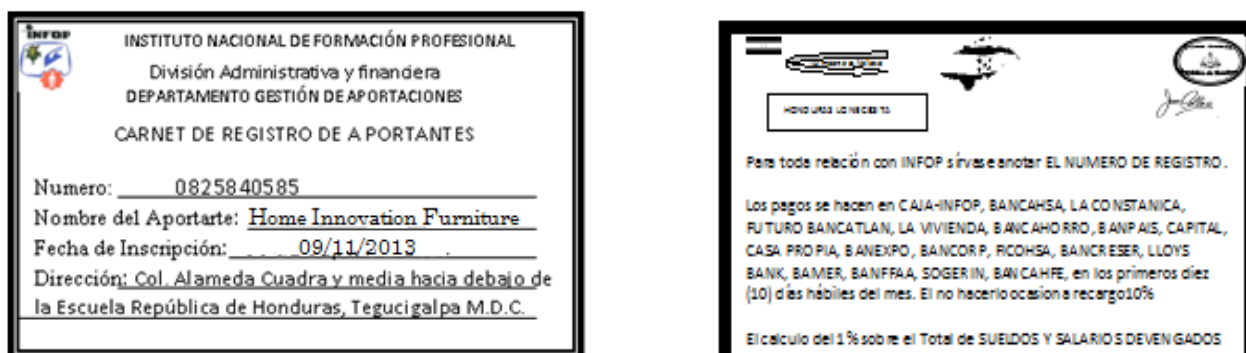 INFOP
INSTITUTO NACIONAL DE FORMACIÓN PROFESIONAL
División Administrativa y financiera
DEPARTAMENTO GESTIÓN DE APORTACIONES
CARNET DE REGISTRO DE A PORTANTES
Numero: 0825840585
Nombre del Aportarte: Home Innovation Furniture
Fecha de Inscripción: 09/11/2013
Dirección: Col. Alameda Cuadra y media hacia debajo de
la Escuela República de Honduras, Tegucigalpa M.D.C.
HONDURAS LO NECESITA
Para toda relación con INFOP sírvase anotar EL NUMERO DE REGISTRO.
Los pagos se hacen en CAJA-INFOP, BANCAHSA, LA CONSTANICA,
FUTURO BANCATLAN, LA VIVIENDA, BANCAHORRO, BANPAIS, CAPITAL,
CASA PROPIA, BANEXPO, BANCORP, FICOHSA, BANCRESER, LLOYS
BANK, BAMER, BANFFAA, SOGERIN, BANCAHFE, en los primeros diez
(10) días hábiles del mes. El no hacerlo ocasiona recargo10%
El calculo del 1% sobre el Total de SUELDOS Y SALARIOS DEVENGADOS